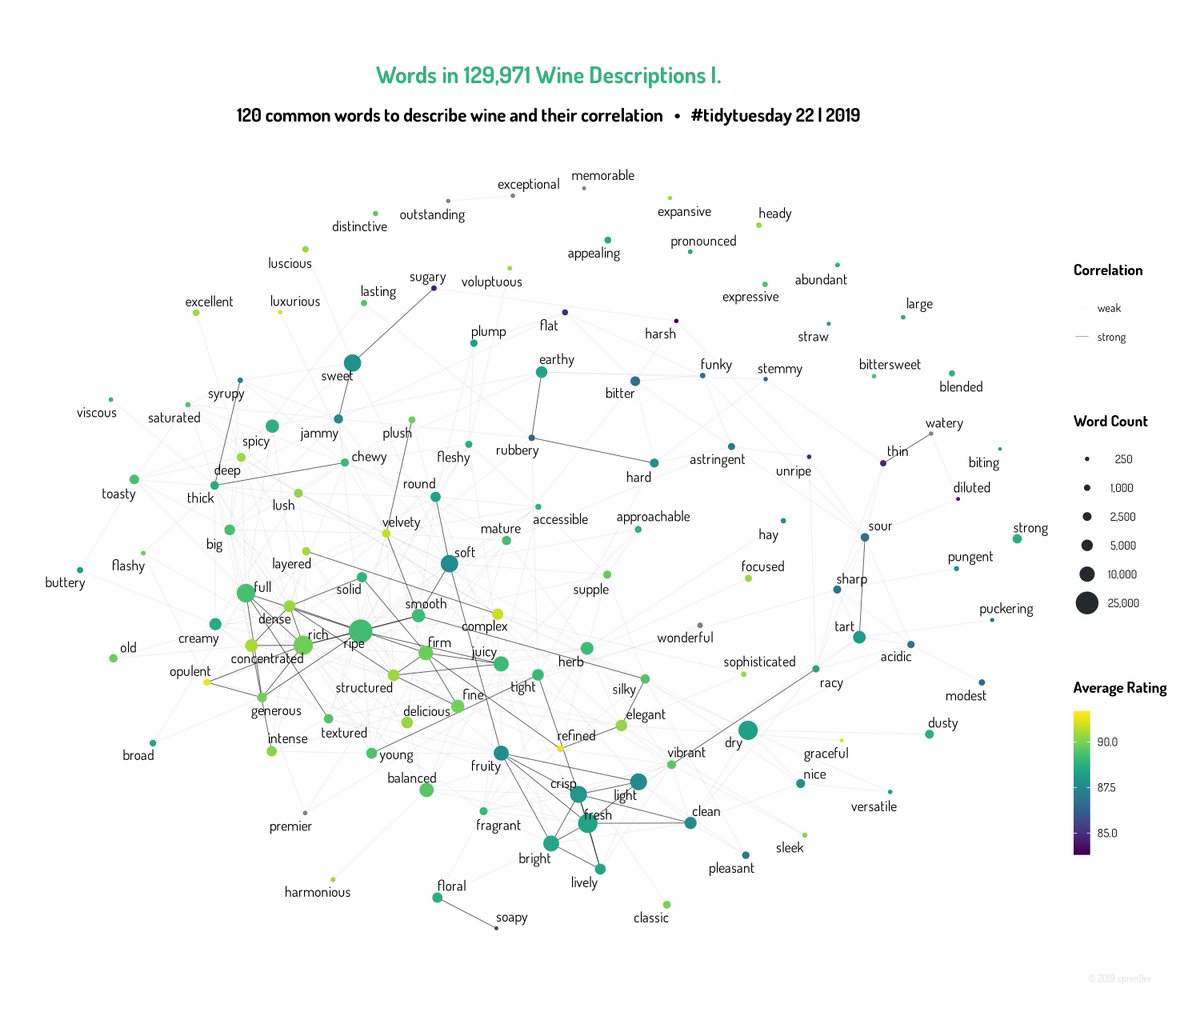 Words in 129,971 Wine Descriptions I.
120 common words to describe wine and their correlation • #tidytuesday 22 | 2019
memorable
exceptional
outstanding
expansive
heady
distinctive
pronounced
appealing
luscious
abundant
sugary
voluptuous
lasting
expressive
excellent
luxurious
large
flat
harsh
plump
straw
earthy
funky
stemmy
bittersweet
sweet
blended
syrupy
bitter
viscous
saturated
watery
jammy
plush
spicy
rubbery
thin
fleshy
chewy
astringent
unripe
biting
deep
hard
round
diluted
toasty
thick
lush
accessible
approachable
velvety
mature
hay
sour
strong
big
soft
layered
pungent
flashy
focused
buttery
full
solid
supple
sharp
smooth
puckering
dense
complex
tart
creamy
rich
wonderful
ripe
firm
old
concentrated
juicy
acidic
herb
sophisticated
opulent
structured
tight
silky
racy
modest
fine
generous
delicious
elegant
textured
dusty
refined
intense
dry
broad
young
vibrant
graceful
fruity
nice
balanced
crisp
light
versatile
clean
fresh
premier
fragrant
sleek
bright
pleasant
lively
harmonious
floral
soapy
classic
Correlation
weak
strong
Word Count
250
1,000
2,500
5,000
10,000
25,000
Average Rating
90.0
87.5
85.0